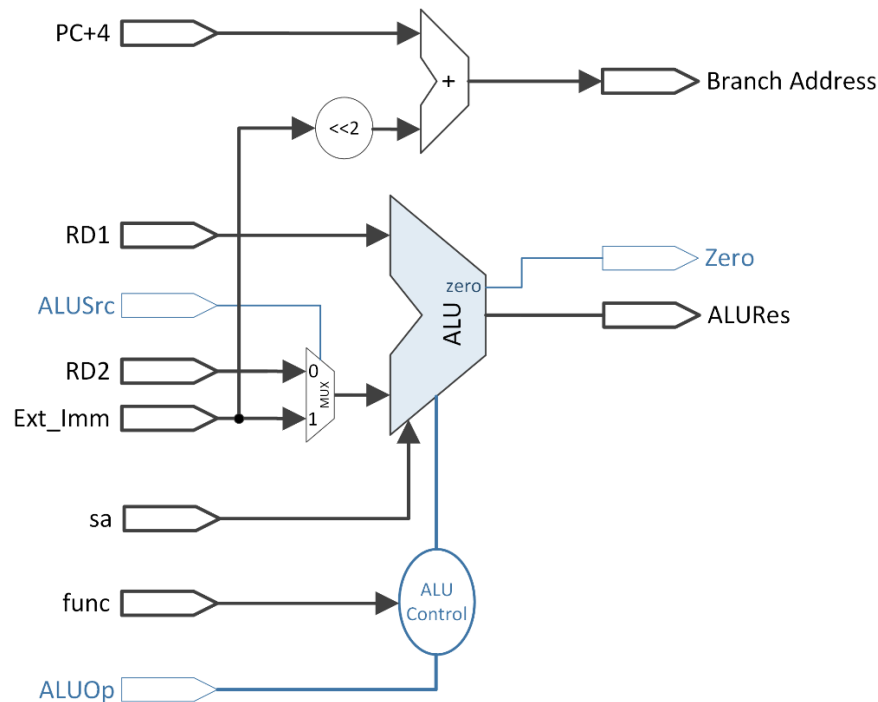 PC+4
+
Branch Address
<<2
RD1
zero
Zero
ALUSrc
ALU
ALURes
RD2
0
MUX
Ext_Imm
1
sa
func
ALU
Control
ALUOp